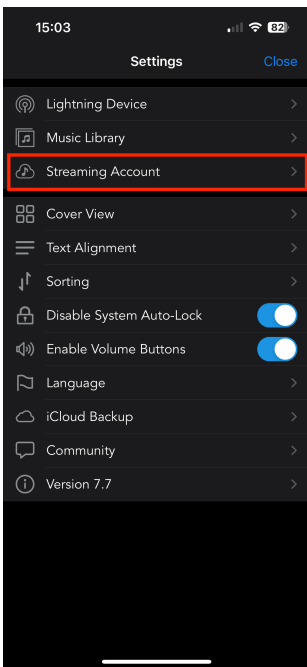 15:03
82
Settings
Close
Lightning Device
Music Library
Streaming Account
Cover View
Text Alignment
Sorting
Disable System Auto-Lock
Enable Volume Buttons
Language
iCloud Backup
Community
Version 7.7